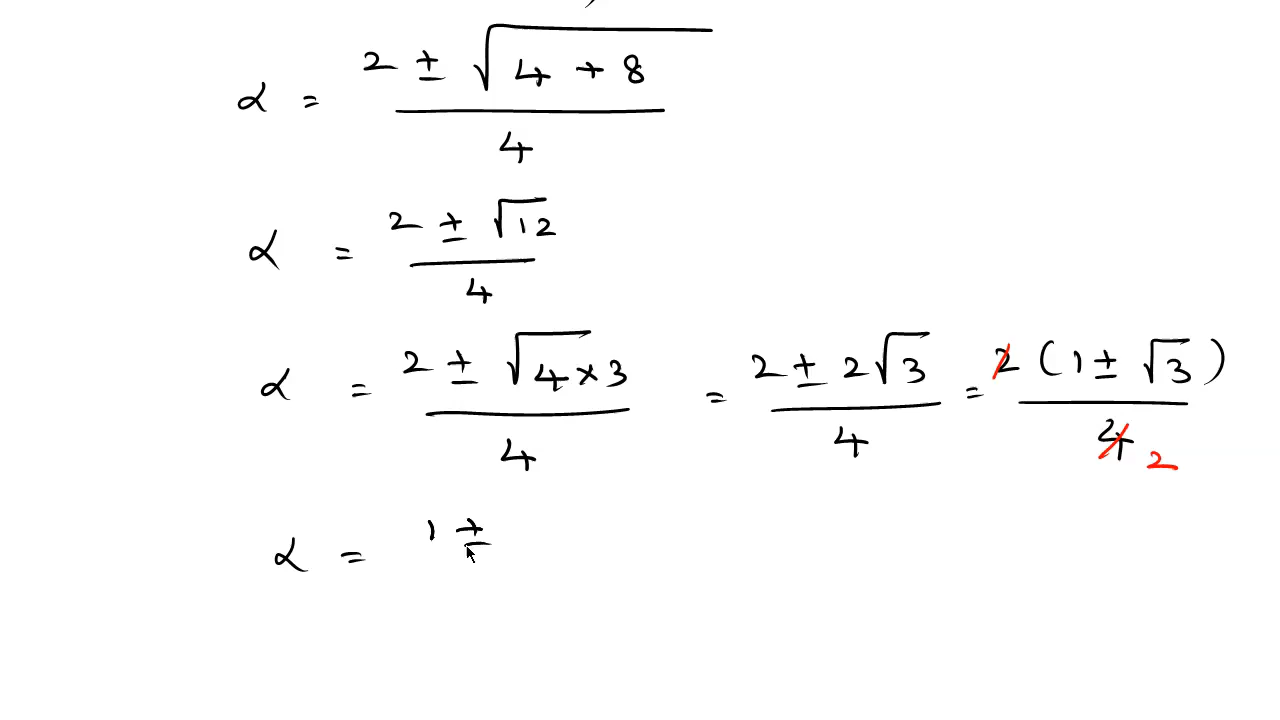 α = (2 ± √(4 + 8)) / 4
α = (2 ± √12) / 4
α = (2 ± √(4 × 3)) / 4 = (2 ± 2√3) / 4 = 2 (1 ± √3) / 4 2
α = 1 ±